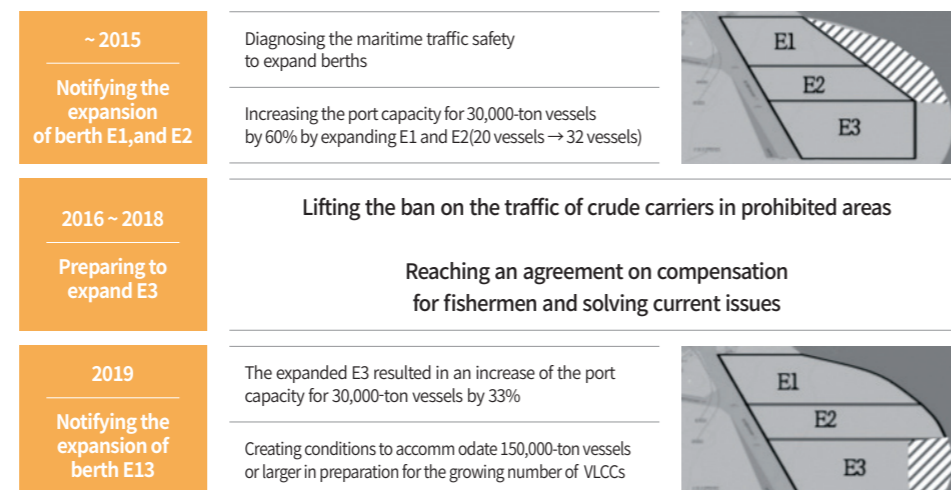 ~ 2015
Notifying the
expansion
of berth E1,and E2
Diagnosing the maritime traffic safety
to expand berths
Increasing the port capacity for 30,000-ton vessels
by 60% by expanding E1 and E2(20 vessels → 32 vessels)
E1
E2
E3
2016 ~ 2018
Preparing to
expand E3
Lifting the ban on the traffic of crude carriers in prohibited areas
Reaching an agreement on compensation
for fishermen and solving current issues
2019
Notifying the
expansion of
berth E13
The expanded E3 resulted in an increase of the port
capacity for 30,000-ton vessels by 33%
Creating conditions to accomm odate 150,000-ton vessels
or larger in preparation for the growing number of VLCCs
E1
E2
E3